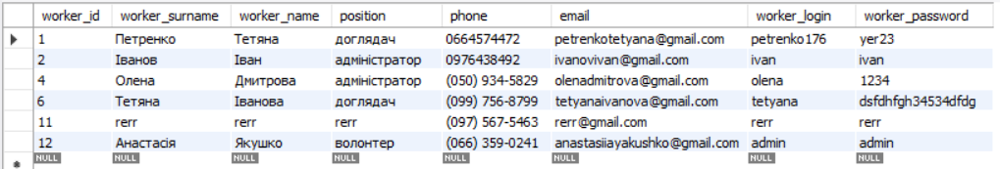 worker_id worker_surname worker_name position phone email worker_login worker_password
1 Петренко Тетяна доглядач 0664574472 petrenkotetyana@gmail.com petrenko176 yer23
2 Іванов Іван адміністратор 0976438492 ivanovivan@gmail.com ivan ivan
4 Олена Дмитрова адміністратор (050) 934-5829 olenadmitrova@gmail.com olena 1234
6 Тетяна Іванова доглядач (099) 756-8799 tetyanaivanova@gmail.com tetyana dsfdhfgh34534dfdg
11 rerr rerr rerr (097) 567-5463 rerr@gmail.com rerr rerr
12 Анастасія Якушко волонтер (066) 359-0241 anastasiiayakushko@gmail.com admin admin
NULL NULL NULL NULL NULL NULL NULL NULL